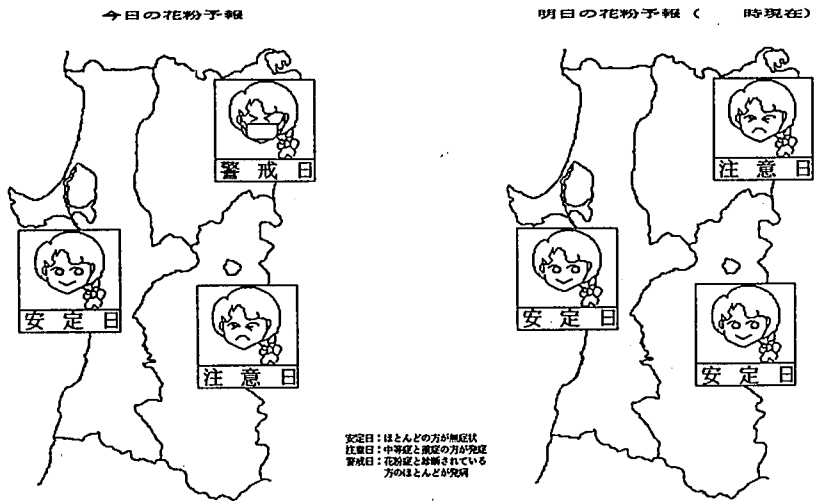 今日の花粉予報
明日の花粉予報（　　時現在）
警戒日
安定日
注意日
注意日
安定日
安定日
安定日：ほとんどの方が無症状
注意日：中等症と重症の方が発症
警戒日：花粉症と診断されている
方のほとんどが発病